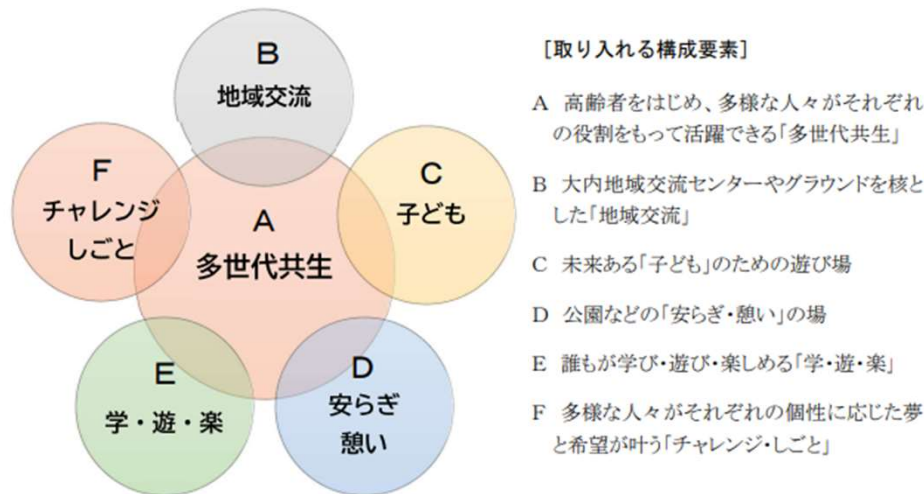 B
地域交流
F
チャレンジ
しごと
C
子ども
A
多世代共生
E
学・遊・楽
D
安らぎ
憩い
[取り入れる構成要素]
A 高齢者をはじめ、多様な人々がそれぞれ
の役割をもって活躍できる「多世代共生」
B 大内地域交流センターやグラウンドを核と
した「地域交流」
C 未来ある「子ども」のための遊び場
D 公園などの「安らぎ・憩い」の場
E 誰もが学び・遊び・楽しめる「学・遊・楽」
F 多様な人々がそれぞれの個性に応じた夢
と希望が叶う「チャレンジ・しごと」